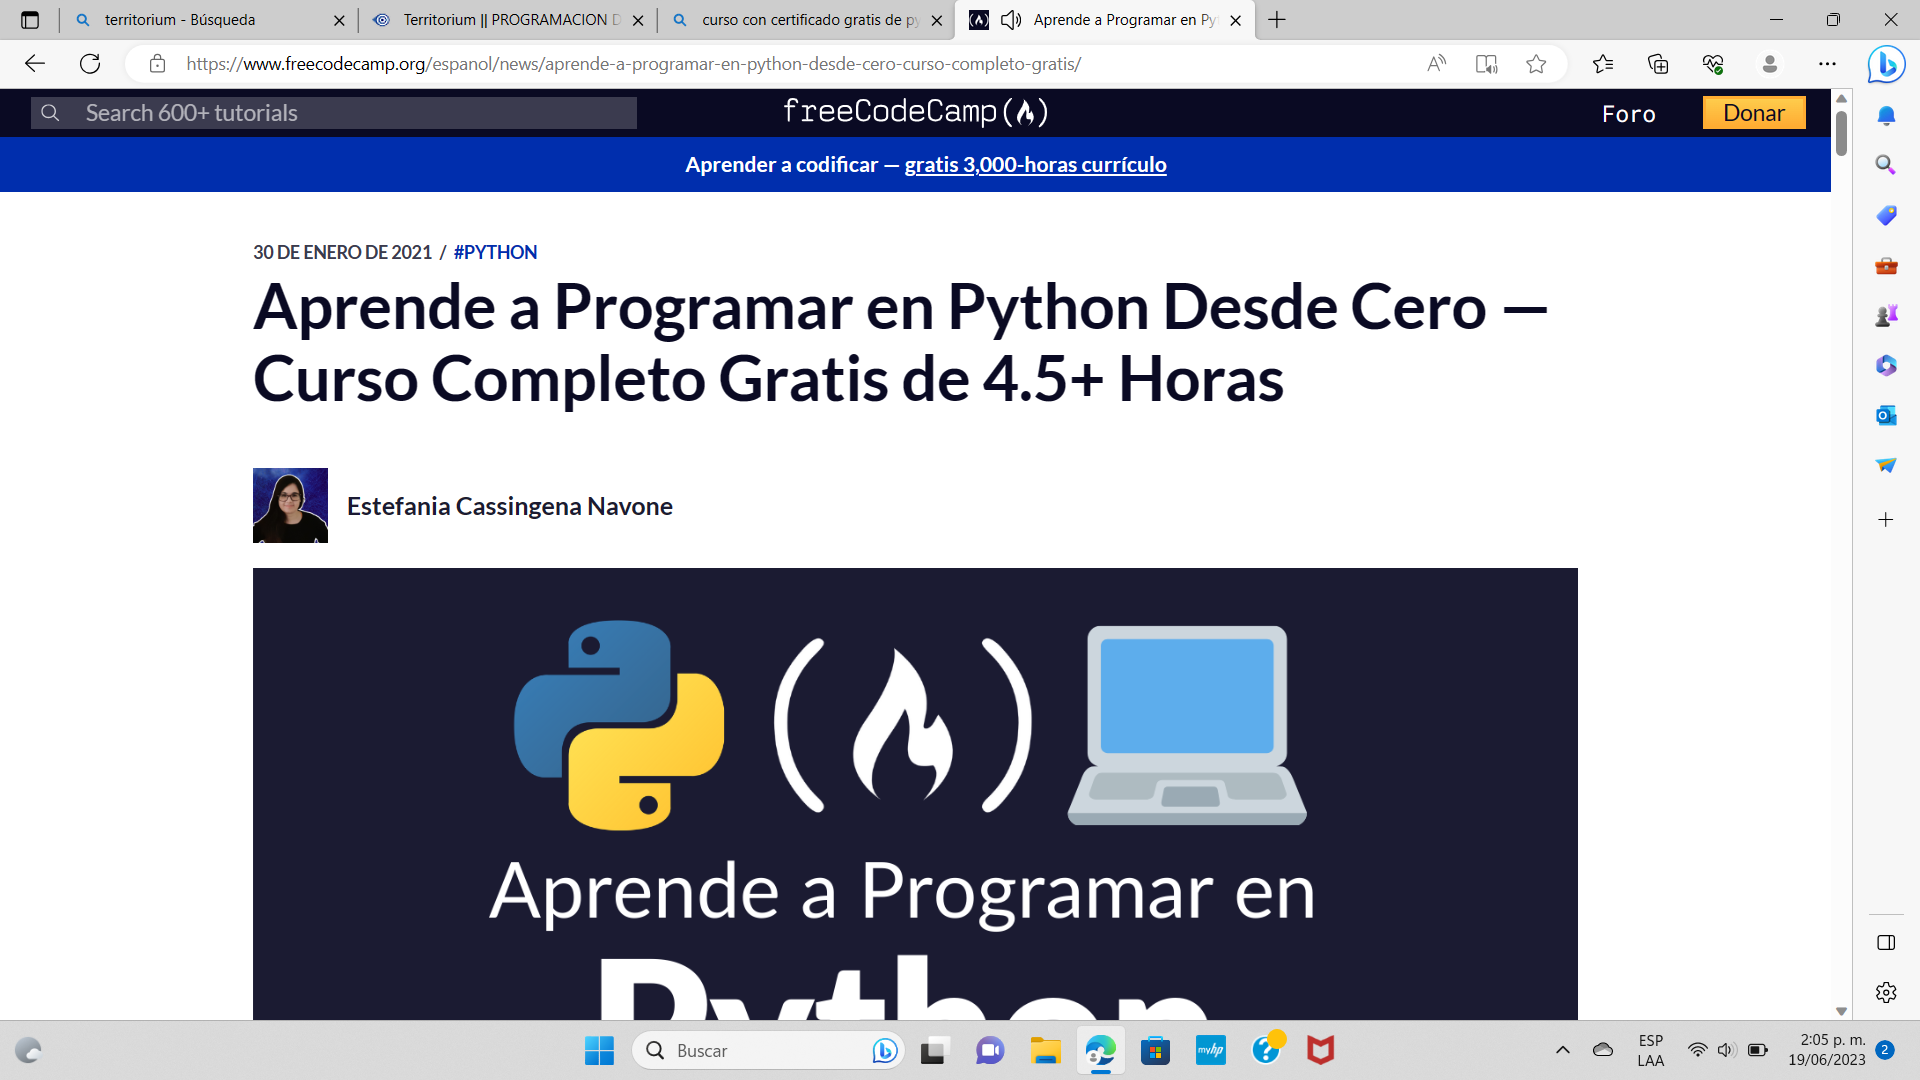 territorium - Búsqueda
Territorium || PROGRAMACION D
curso con certificado gratis de py
Aprende a Programar en Pyt
https://www.freecodecamp.org/espanol/news/aprende-a-programar-en-python-desde-cero-curso-completo-gratis/
Search 600+ tutorials
freeCodeCamp
Foro
Donar
Aprender a codificar — gratis 3,000-horas currículo
30 DE ENERO DE 2021 / #PYTHON
Aprende a Programar en Python Desde Cero —
Curso Completo Gratis de 4.5+ Horas
Estefania Cassingena Navone
Aprende a Programar en
Python
Buscar
myhp
ESP
LAA
2:05 p. m.
19/06/2023
2